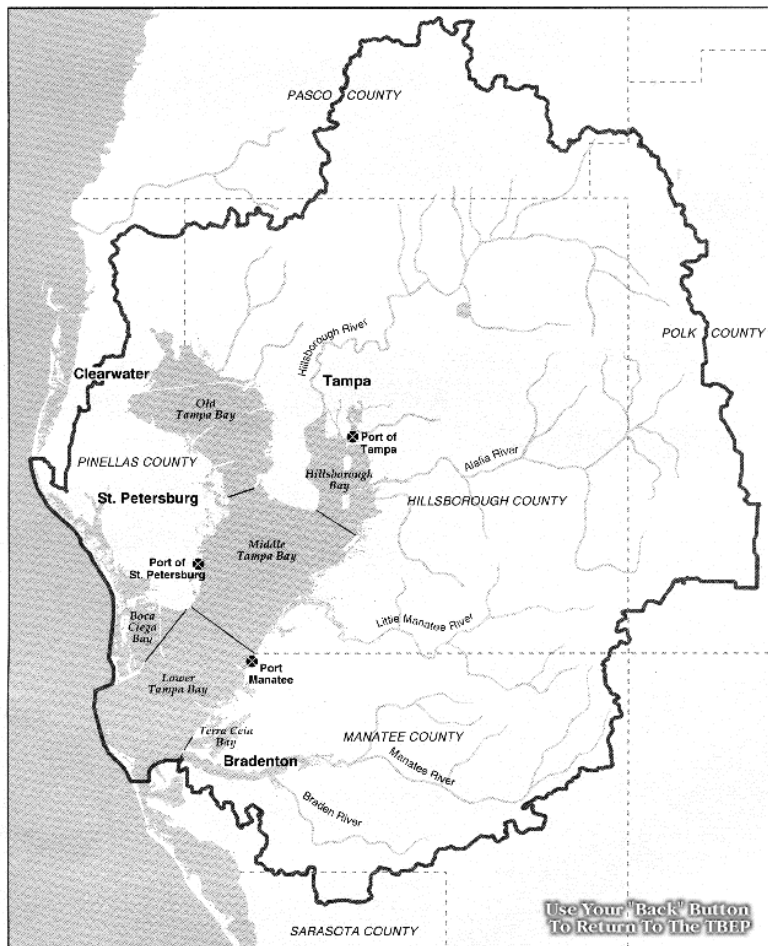 PASCO COUNTY
Hillsborough River
POLK COUNTY
Clearwater
Tampa
Old
Tampa Bay
Port of
Tampa
PINELLAS COUNTY
Alafia River
Hillsborough
Bay
St. Petersburg
HILLSBOROUGH COUNTY
Middle
Tampa Bay
Port of
St. Petersburg
Boca
Ciega
Bay
Little Manatee River
Port
Manatee
Lower
Tampa Bay
Terra Ceia
Bay
MANATEE COUNTY
Bradenton
Manatee River
Braden River
Use Your "Back" Button
To Return To The TBEP
SARASOTA COUNTY